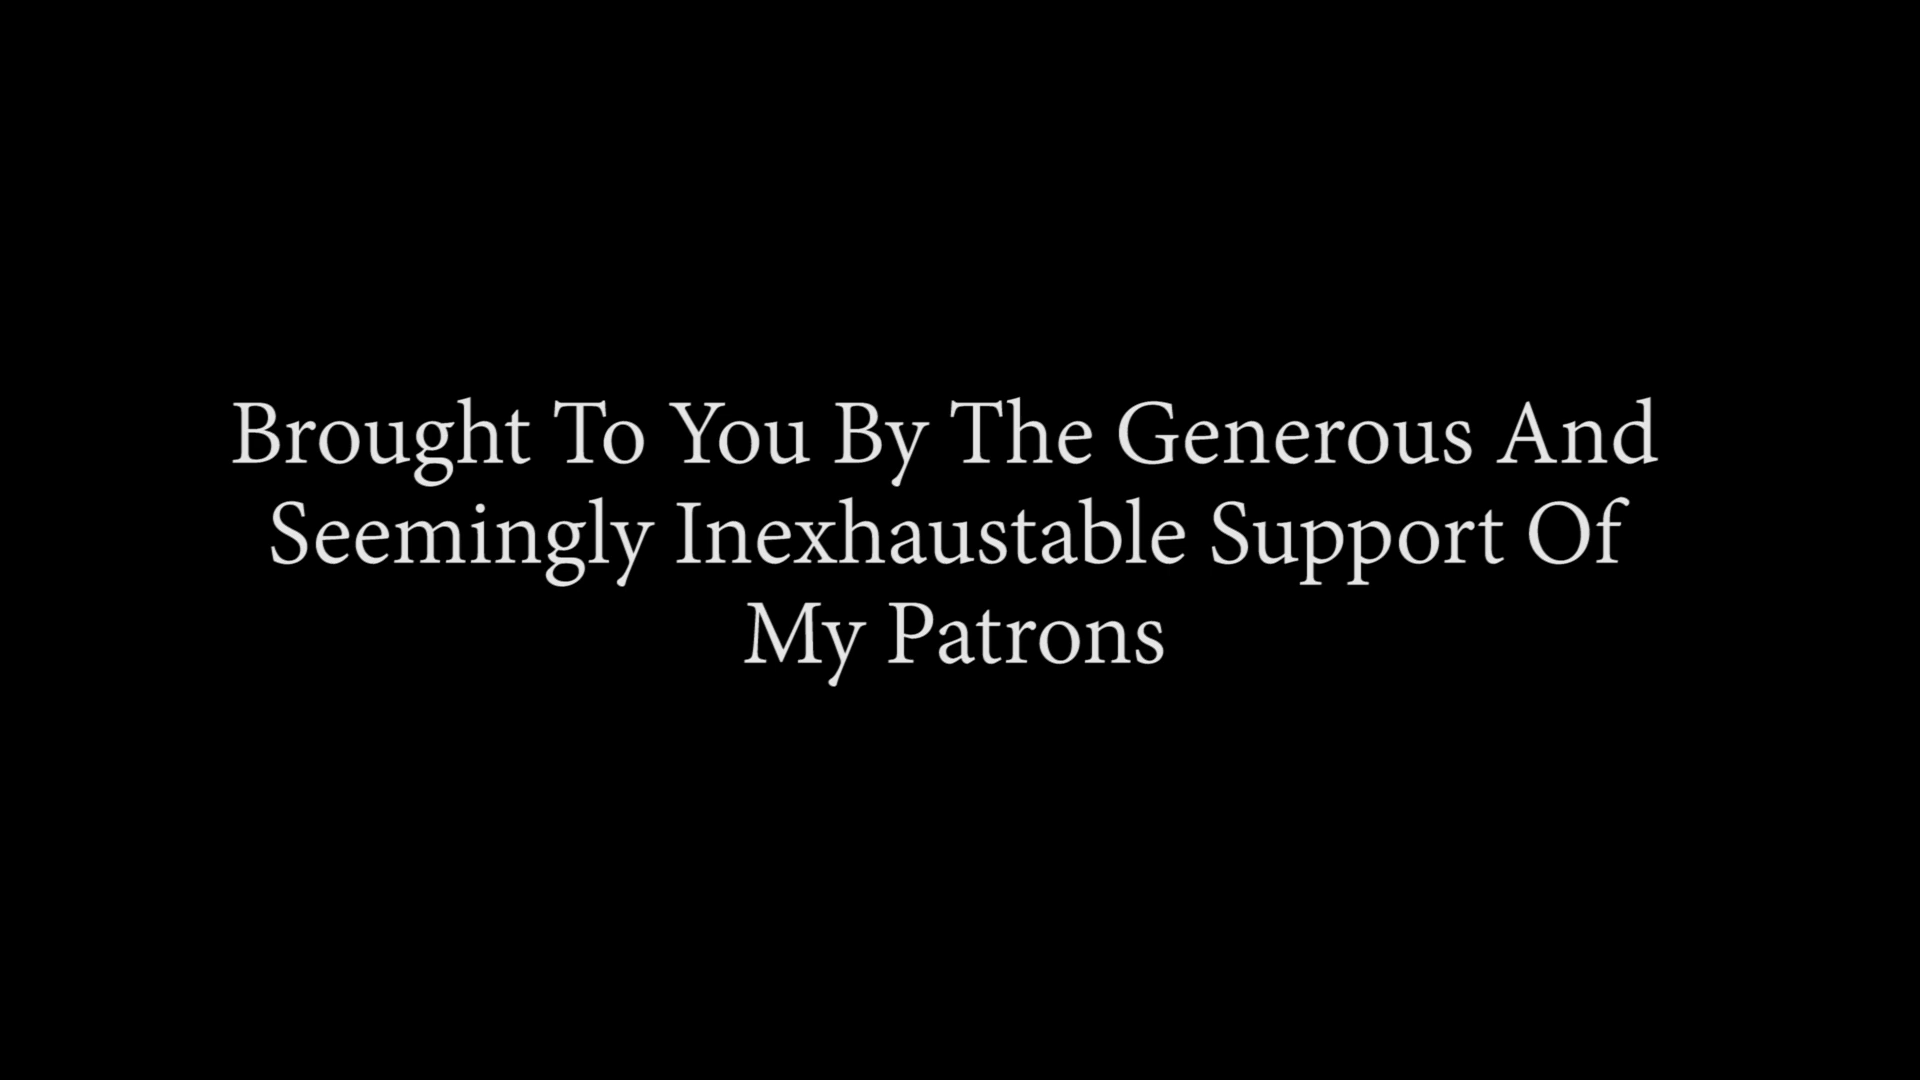 Brought To You By The Generous And
Seemingly Inexhaustable Support Of
My Patrons